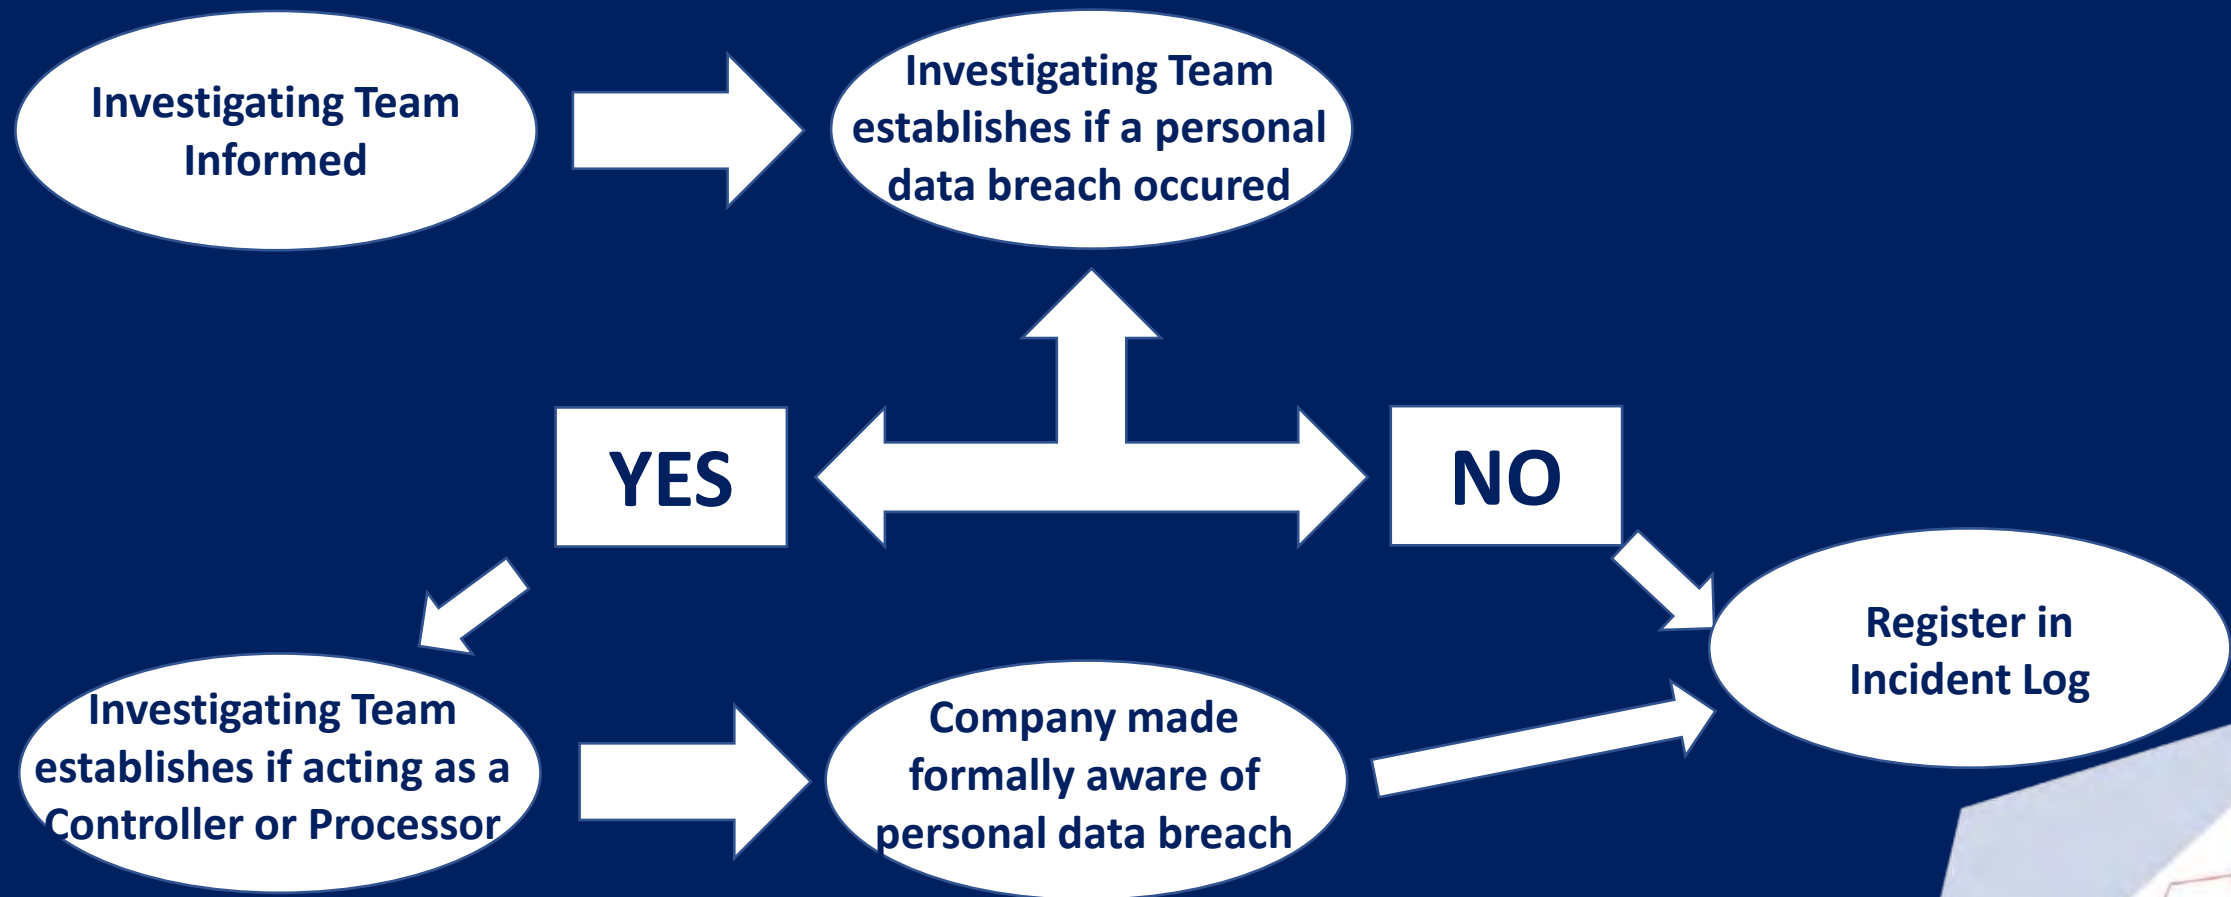 Investigating Team
Informed
Investigating Team
establishes if a personal
data breach occured
YES
NO
Register in
Incident Log
Investigating Team
establishes if acting as a
Controller or Processor
Company made
formally aware of
personal data breach